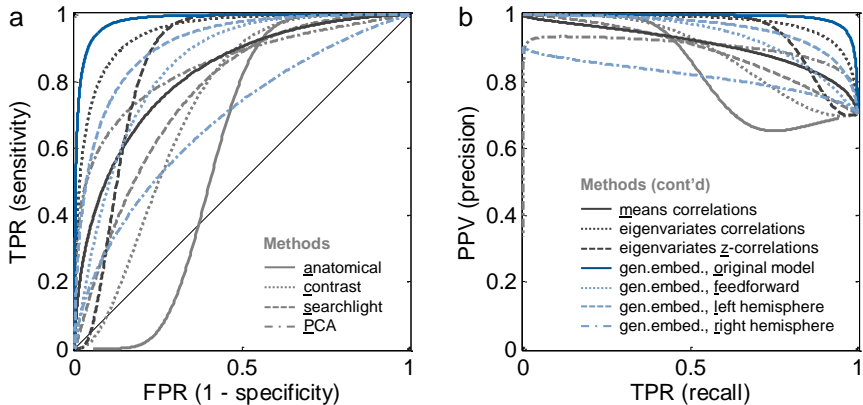 a
TPR (sensitivity)
1
0.8
0.6
0.4
0.2
0
0
0.5
1
FPR (1 - specificity)
Methods
anatomical
contrast
searchlight
PCA
b
PPV (precision)
1
0.8
0.6
0.4
0.2
0
0
0.5
1
TPR (recall)
Methods (cont'd)
means correlations
eigenvariates correlations
eigenvariates z-correlations
gen.embed., original model
gen.embed., feedforward
gen.embed., left hemisphere
gen.embed., right hemisphere